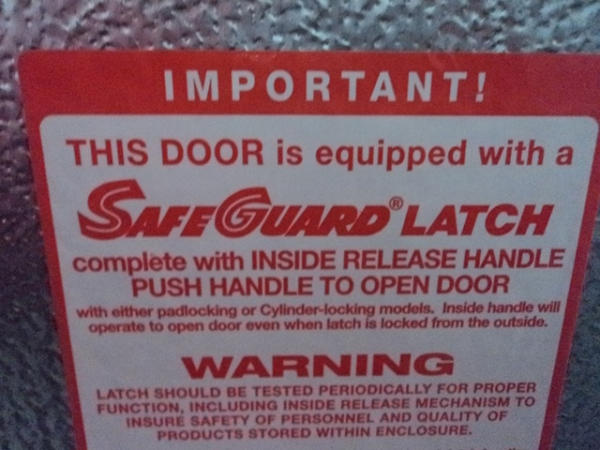 IMPORTANT!
THIS DOOR is equipped with a
SAFEGUARD® LATCH
complete with INSIDE RELEASE HANDLE
PUSH HANDLE TO OPEN DOOR
with either padlocking or Cylinder-locking models. Inside handle will
operate to open door even when latch is locked from the outside.
WARNING
LATCH SHOULD BE TESTED PERIODICALLY FOR PROPER
FUNCTION, INCLUDING INSIDE RELEASE MECHANISM TO
INSURE SAFETY OF PERSONNEL AND QUALITY OF
PRODUCTS STORED WITHIN ENCLOSURE.